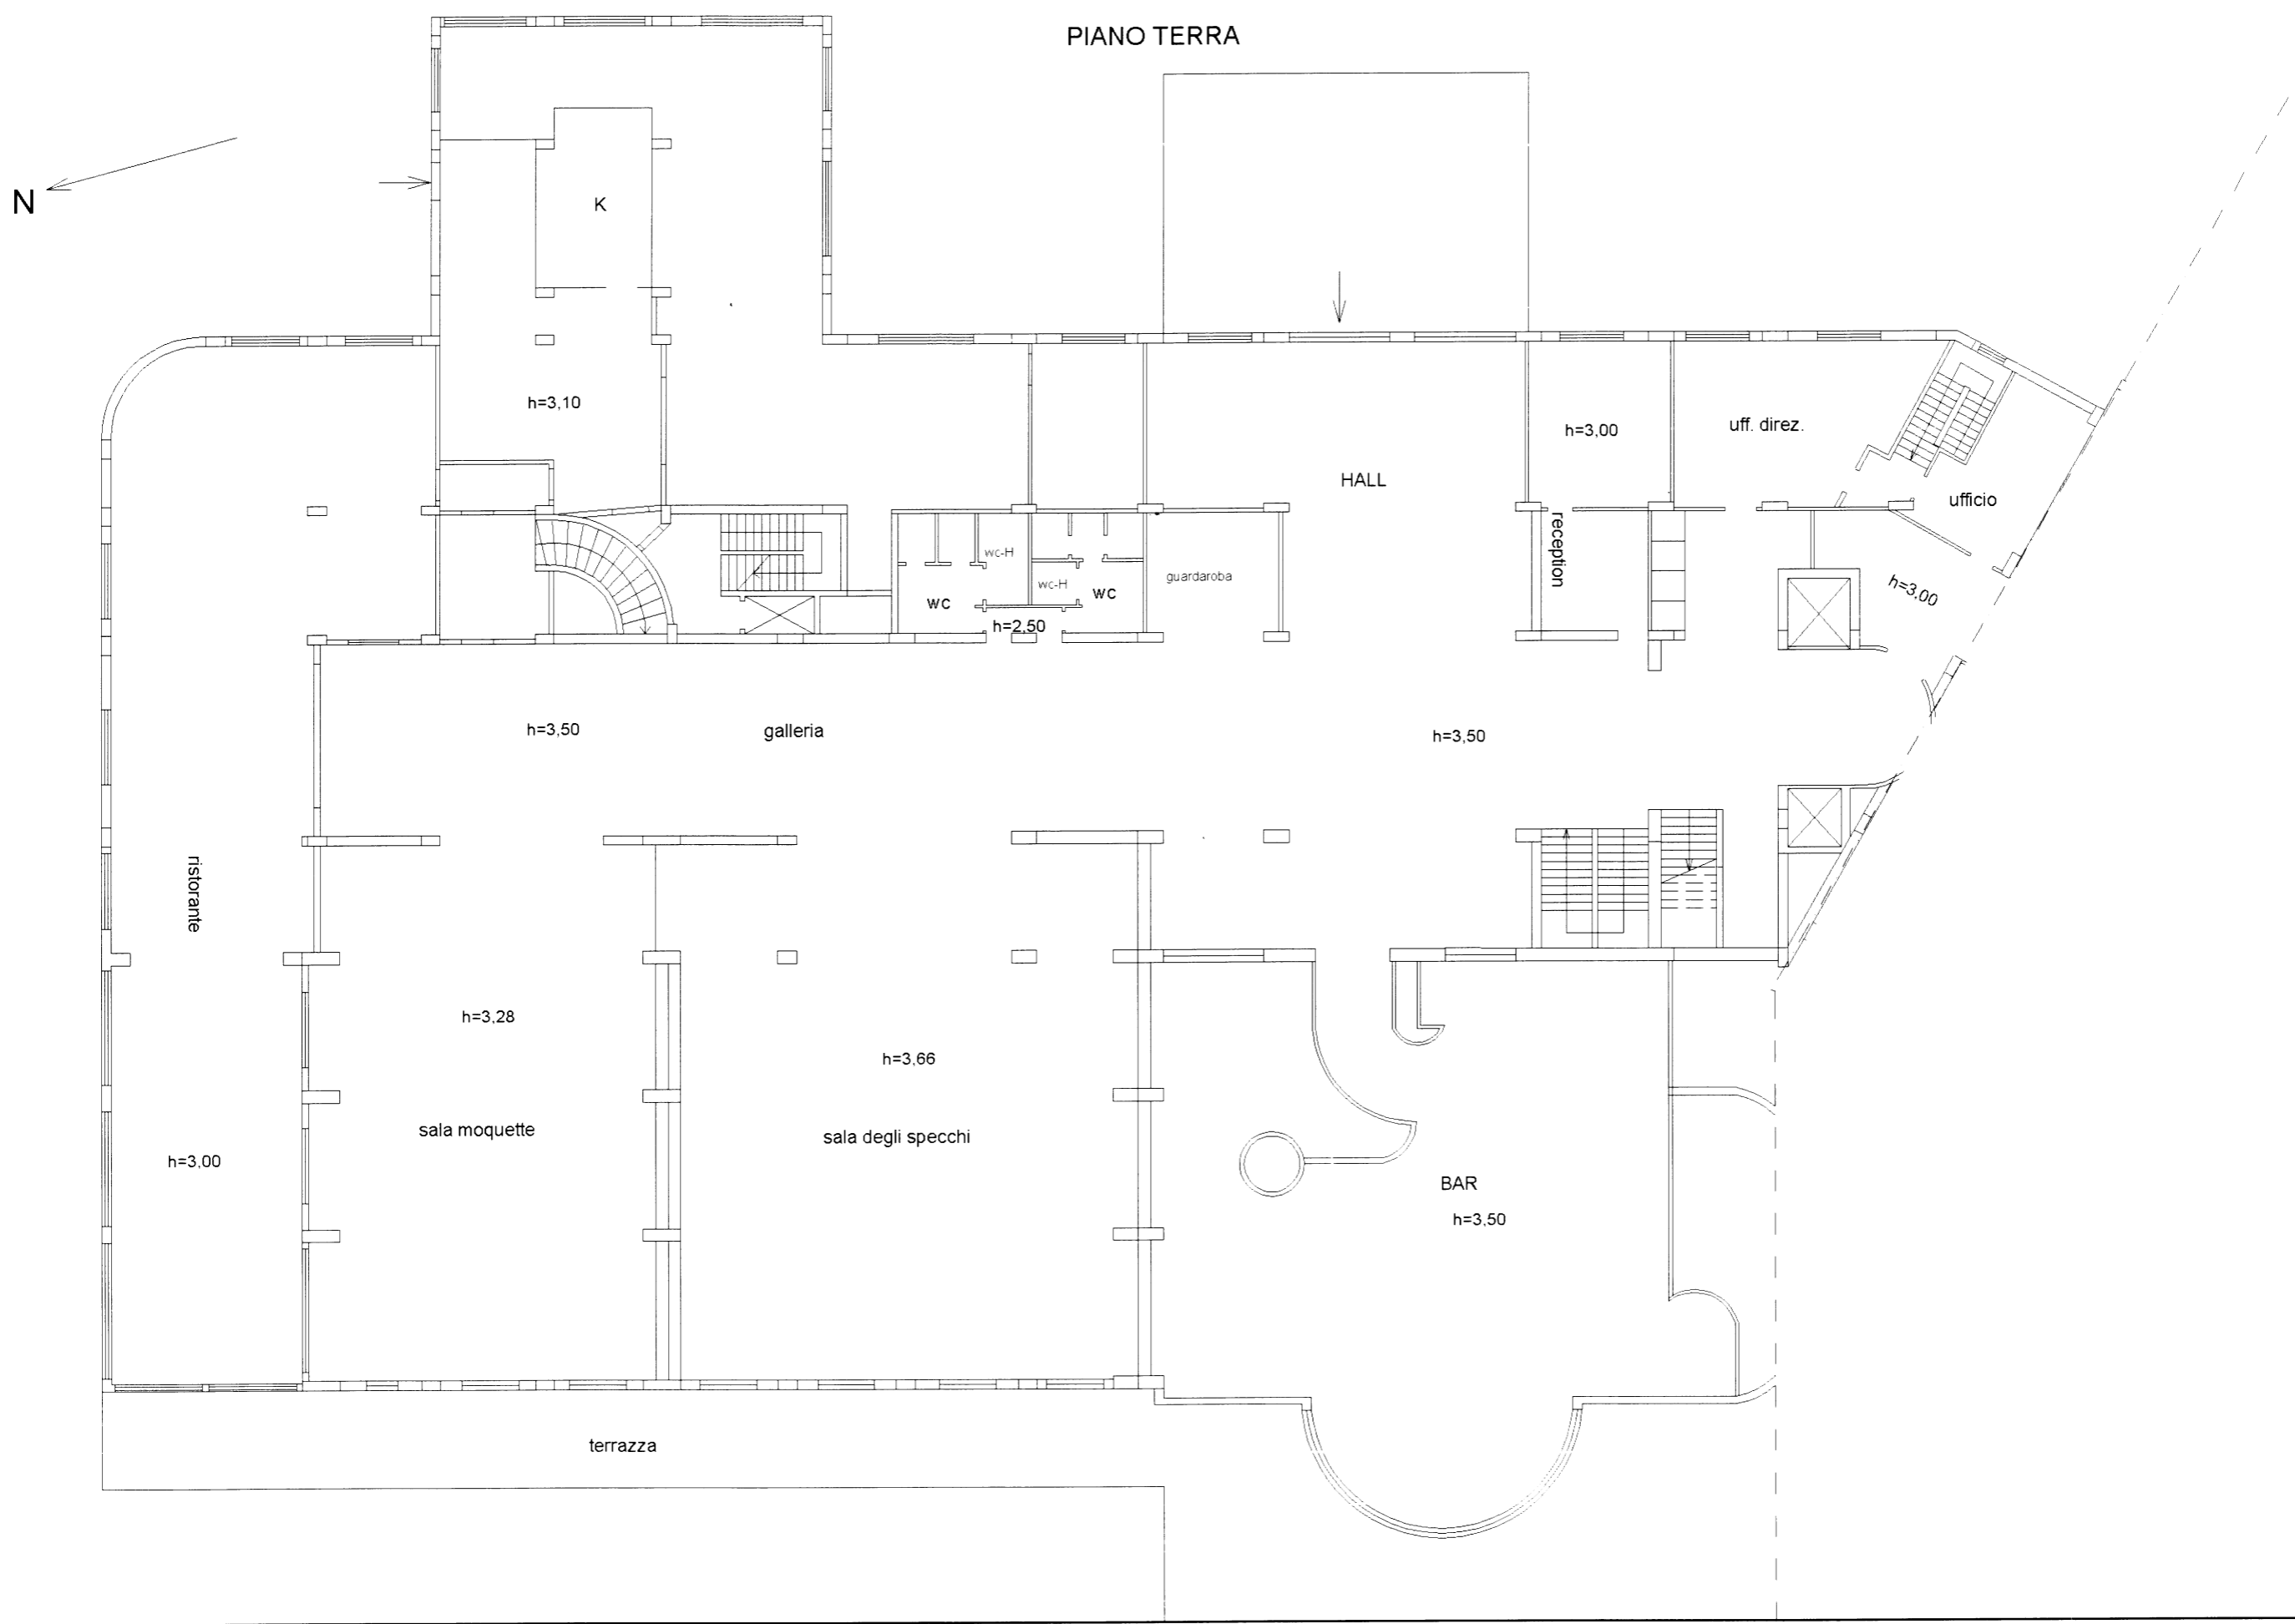 PIANO TERRA
N
K
h=3,10
HALL
h=3,00
uff. direz.
ufficio
reception
wc-H
wc-H
wc
wc
guardaroba
h=2,50
h=3,00
h=3,50
galleria
h=3,50
ristorante
h=3,28
h=3,66
sala moquette
sala degli specchi
h=3,00
BAR
h=3,50
terrazza